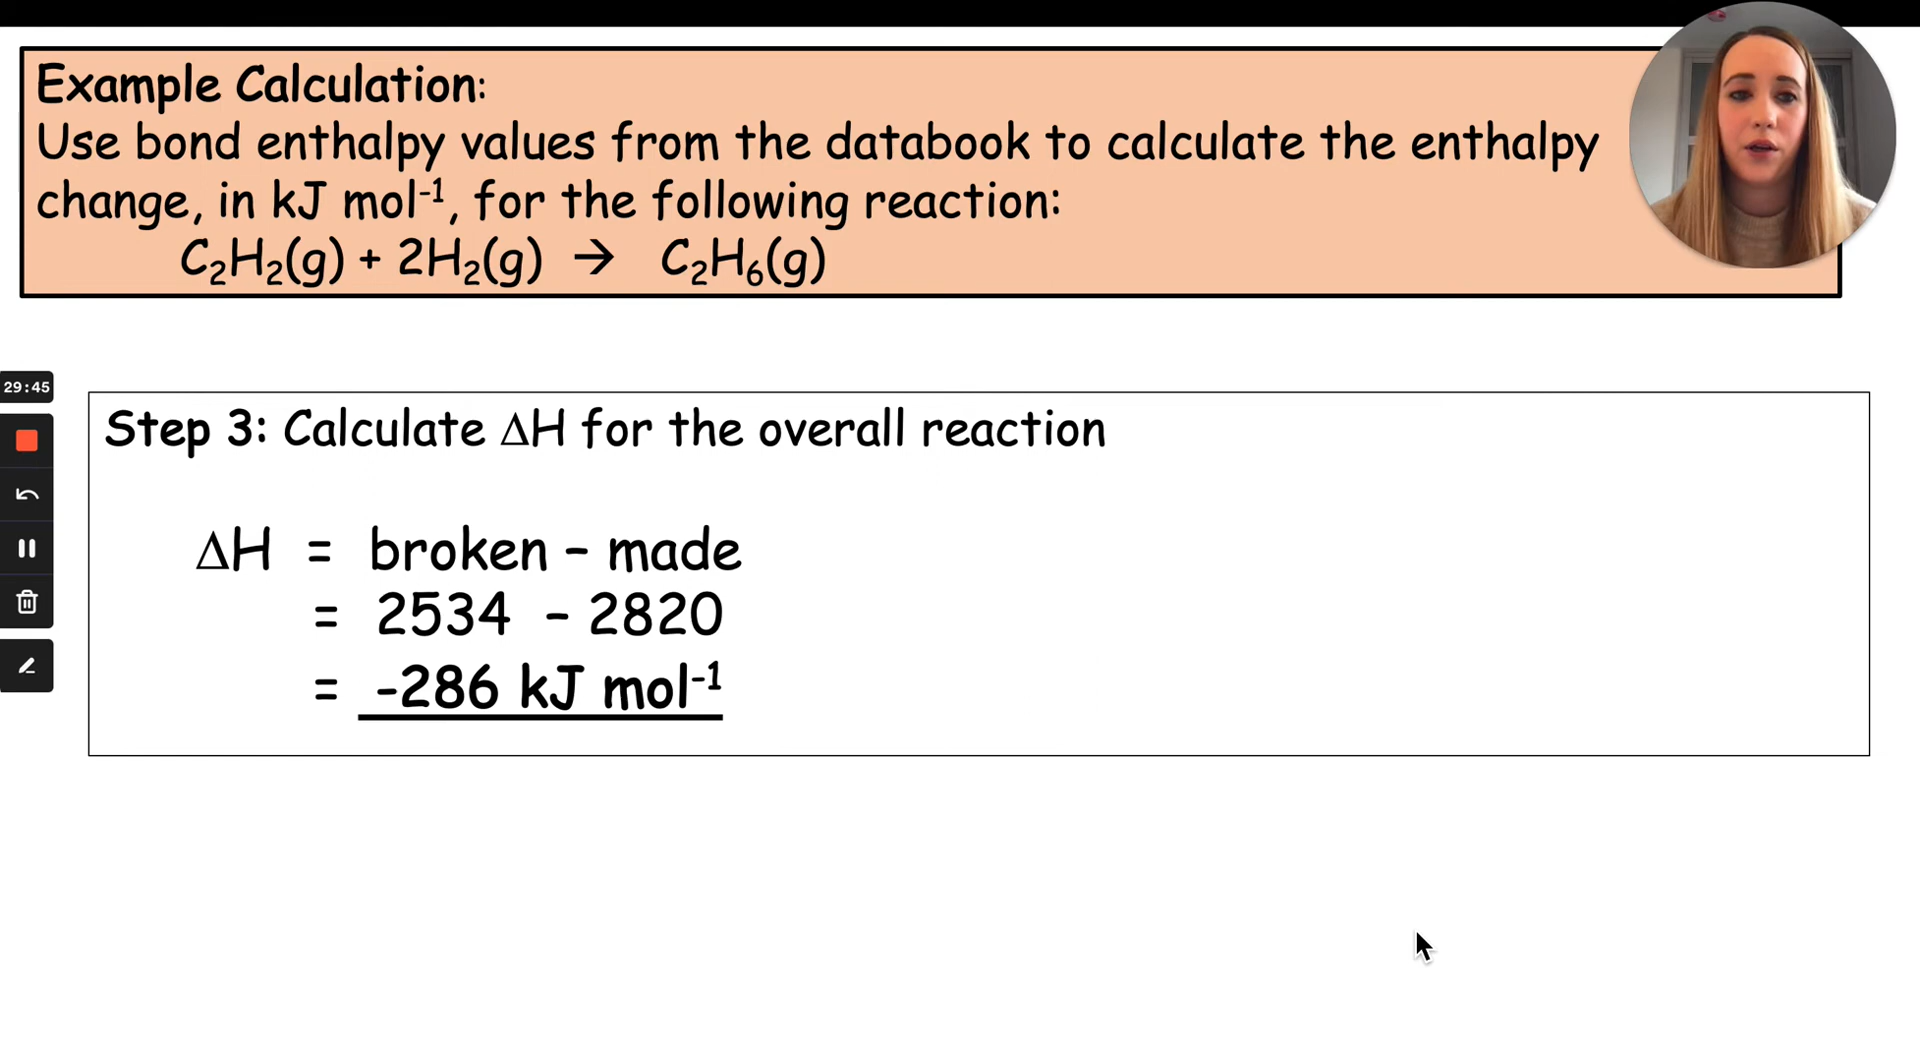 Example Calculation:
Use bond enthalpy values from the databook to calculate the enthalpy
change, in kJ mol⁻¹, for the following reaction:
C₂H₂(g) + 2H₂(g) → C₂H₆(g)
29:45
Step 3: Calculate ΔH for the overall reaction
ΔH = broken – made
= 2534 – 2820
= -286 kJ mol⁻¹